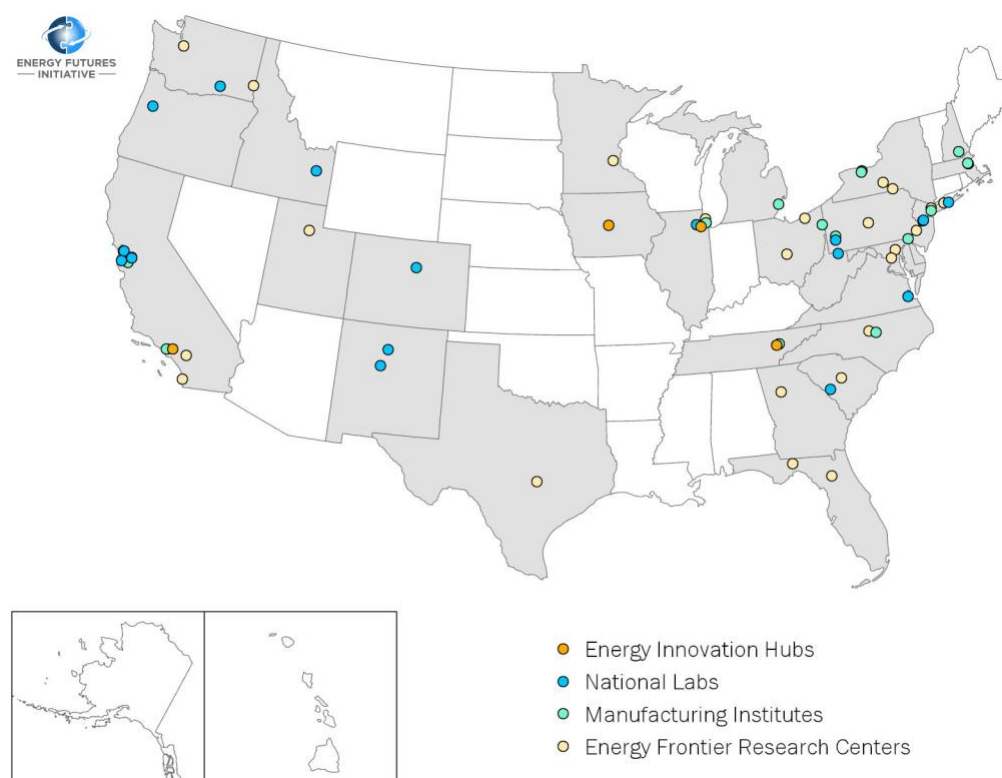 ENERGY FUTURES
INITIATIVE
Energy Innovation Hubs
National Labs
Manufacturing Institutes
Energy Frontier Research Centers